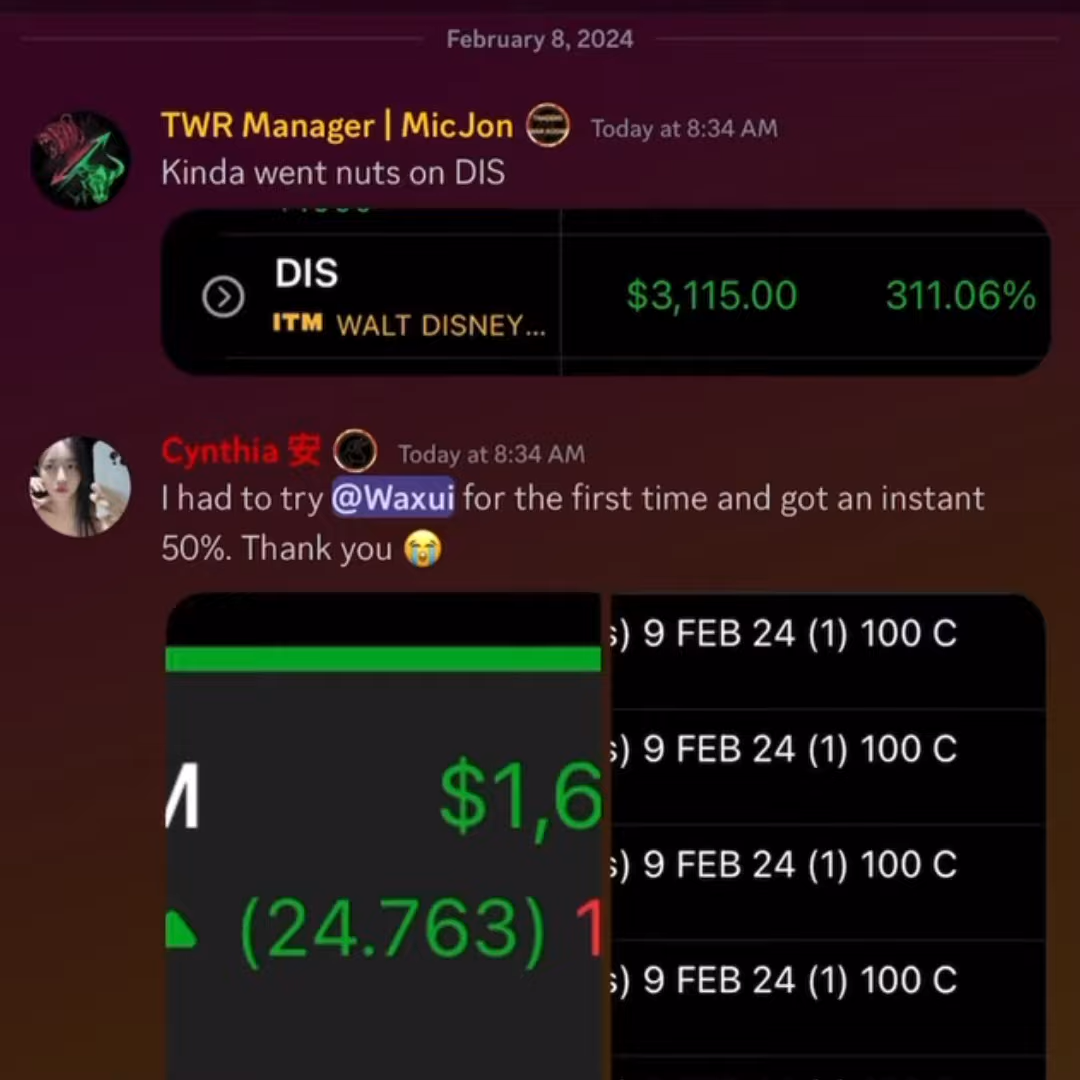 February 8, 2024
TWR Manager | MicJon Today at 8:34 AM
Kinda went nuts on DIS
DIS
ITM WALT DISNEY...
$3,115.00 311.06%
Cynthia 安 Today at 8:34 AM
I had to try @Waxui for the first time and got an instant
50%. Thank you 😭
M
$1,6
(24.763) 1
s) 9 FEB 24 (1) 100 C
s) 9 FEB 24 (1) 100 C
s) 9 FEB 24 (1) 100 C
s) 9 FEB 24 (1) 100 C